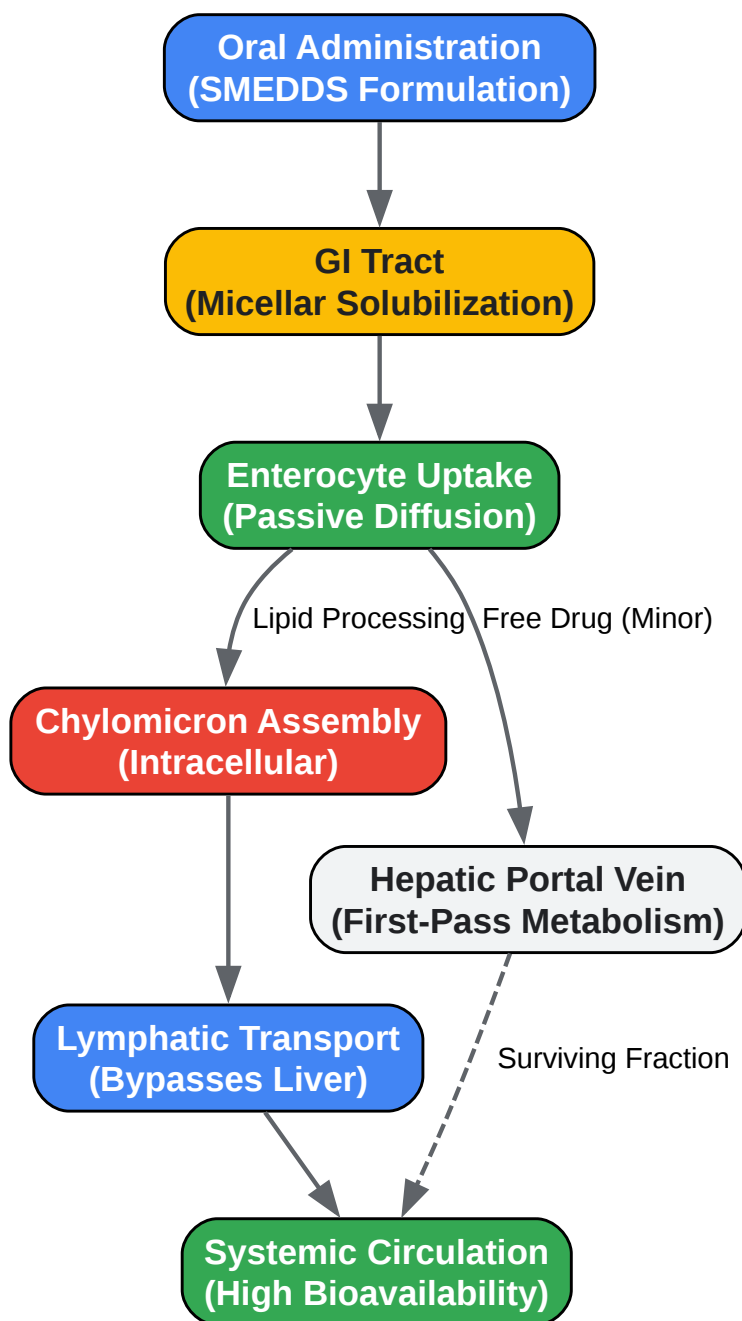 Oral Administration
(SMEDDS Formulation)
GI Tract
(Micellar Solubilization)
Enterocyte Uptake
(Passive Diffusion)
Lipid Processing
Free Drug (Minor)
Chylomicron Assembly
(Intracellular)
Hepatic Portal Vein
(First-Pass Metabolism)
Lymphatic Transport
(Bypasses Liver)
Surviving Fraction
Systemic Circulation
(High Bioavailability)